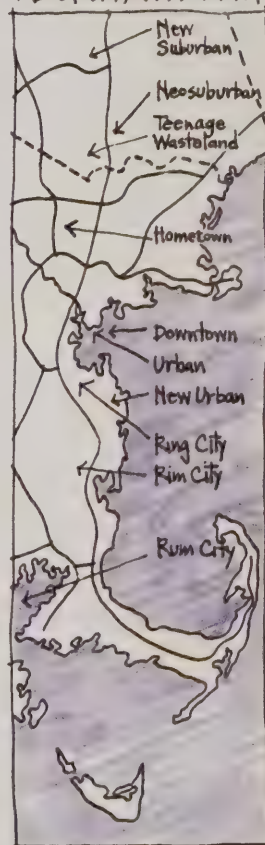 New
Suburban
Neosuburban
Teenage
Wasteland
Hometown
Downtown
Urban
New Urban
Ring City
Rim City
Rum City